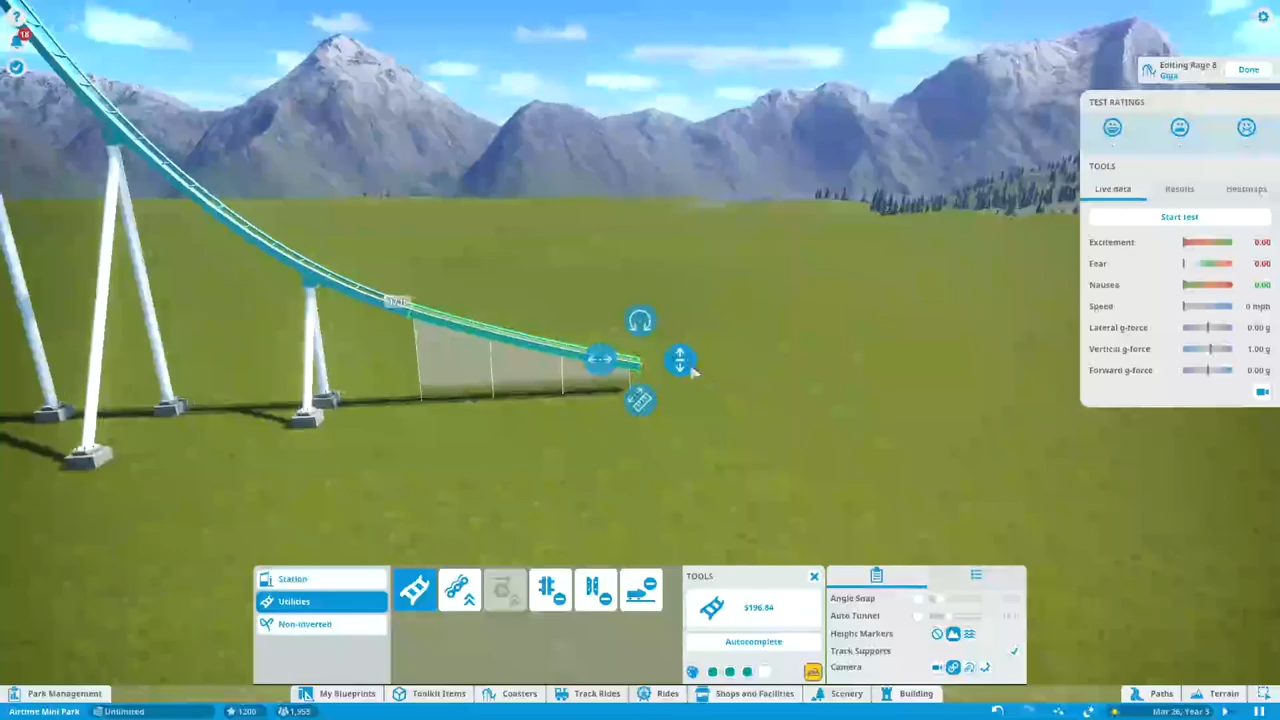 ?
18
Editing Rage 8
Giga
Done
TEST RATINGS
TOOLS
Live data
Results
Heatmaps
Start test
Excitement 0.00
Fear 0.00
Nausea 0.00
Speed 0 mph
Lateral g-force 0.00 g
Vertical g-force 1.00 g
Forward g-force 0.00 g
Station
Utilities
Non-inverted
TOOLS
$196.84
Autocomplete
Angle Snap
Auto Tunnel
Height Markers
Track Supports
Camera
Park Management
My Blueprints
Toolkit Items
Coasters
Track Rides
Rides
Shops and Facilities
Scenery
Building
Paths
Terrain
Airtime Mini Park
Unlimited
1200
1,953
Mar 26, Year 3